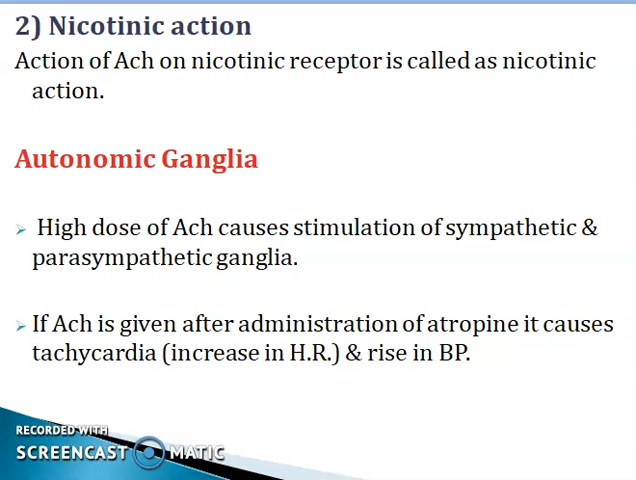 2) Nicotinic action
Action of Ach on nicotinic receptor is called as nicotinic
action.
Autonomic Ganglia
High dose of Ach causes stimulation of sympathetic &
parasympathetic ganglia.
If Ach is given after administration of atropine it causes
tachycardia (increase in H.R.) & rise in BP.
RECORDED WITH
SCREENCAST MATIC